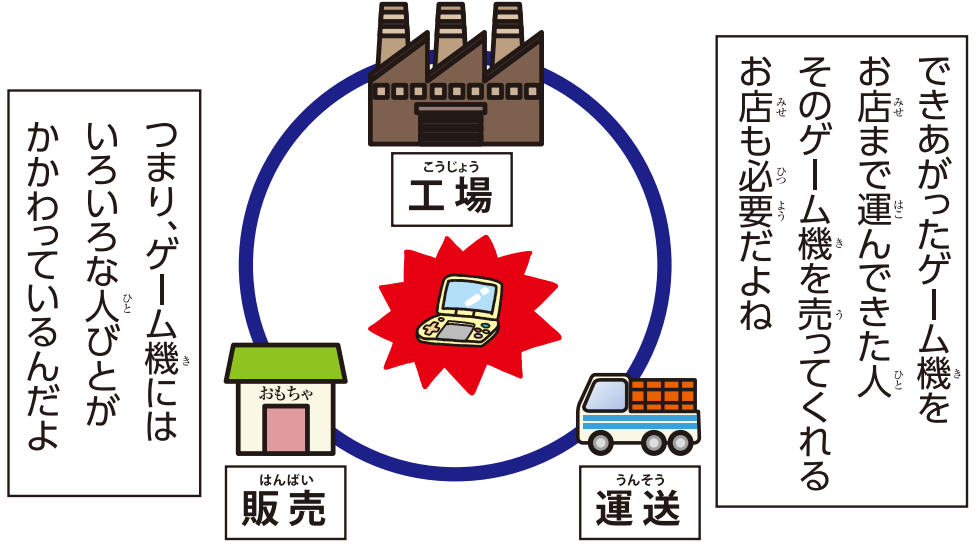 できあがったゲーム機を
お店まで運んできた人
そのゲーム機を売ってくれる
お店も必要だよね
工場
こうじょう
おもちゃ
販売
はんばい
運送
うんそう
つまり、ゲーム機には
いろいろな人びとが
かかわっているんだよ